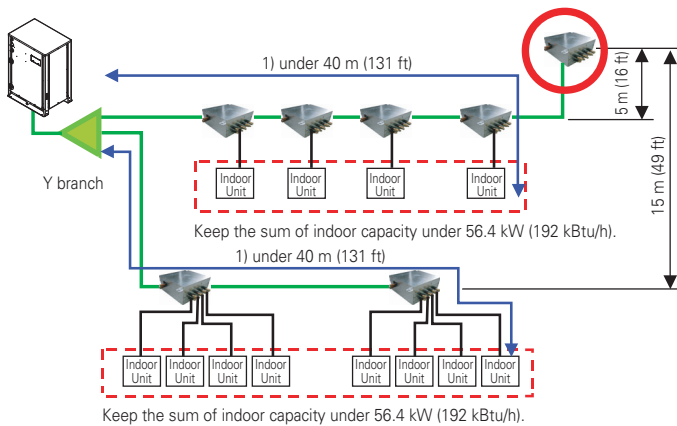 1) under 40 m (131 ft)
5 m (16 ft)
15 m (49 ft)
Y branch
Indoor
Unit
Indoor
Unit
Indoor
Unit
Indoor
Unit
Keep the sum of indoor capacity under 56.4 kW (192 kBtu/h).
1) under 40 m (131 ft)
Indoor
Unit
Indoor
Unit
Indoor
Unit
Indoor
Unit
Indoor
Unit
Indoor
Unit
Indoor
Unit
Indoor
Unit
Keep the sum of indoor capacity under 56.4 kW (192 kBtu/h).